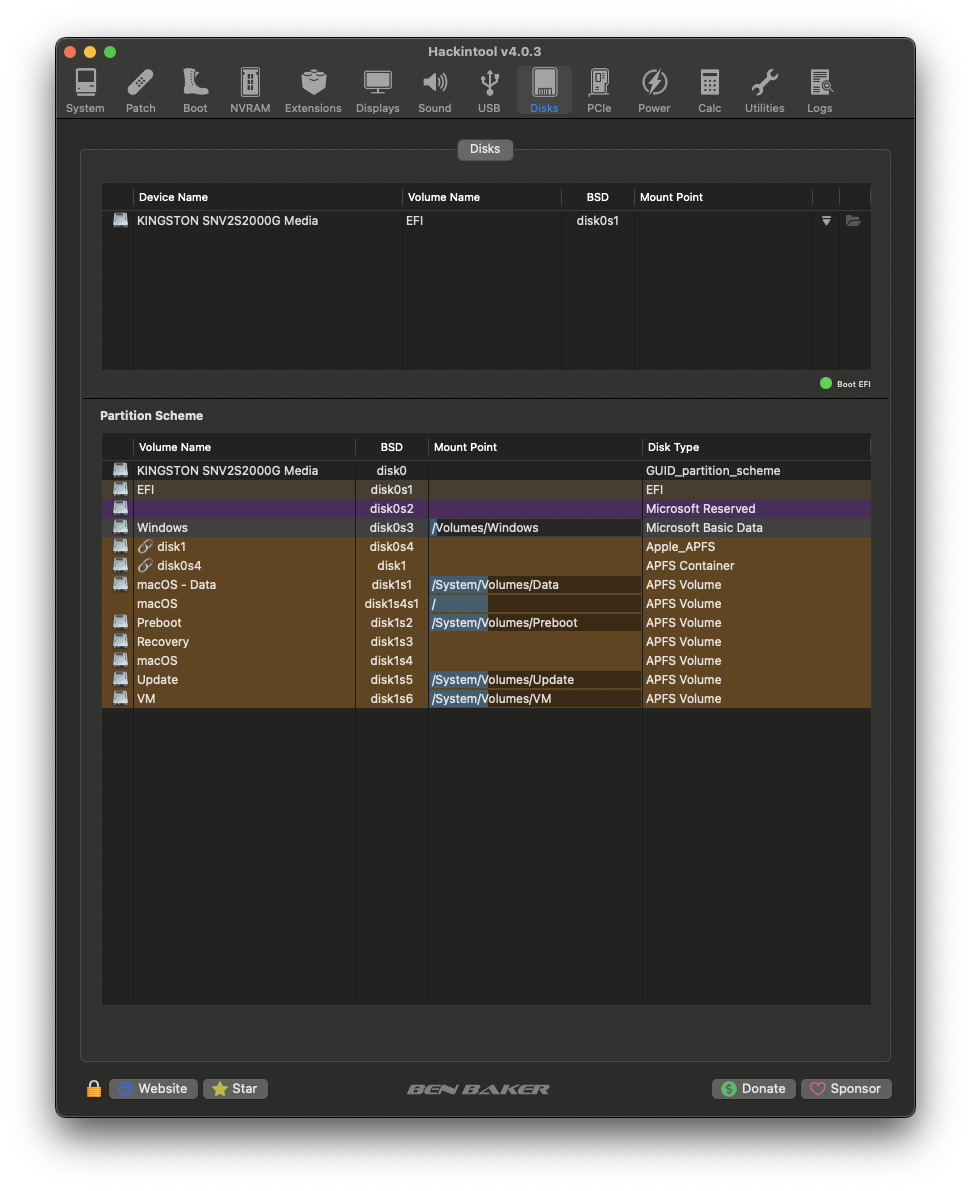 Hackintool v4.0.3
System Patch Boot NVRAM Extensions Displays Sound USB Disks PCIe Power Calc Utilities Logs
Disks
Device Name Volume Name BSD Mount Point
KINGSTON SNV2S2000G Media EFI disk0s1
Boot EFI
Partition Scheme
Volume Name BSD Mount Point Disk Type
KINGSTON SNV2S2000G Media disk0 GUID_partition_scheme
EFI disk0s1 EFI
disk0s2 Microsoft Reserved
Windows disk0s3 /Volumes/Windows Microsoft Basic Data
disk1 disk0s4 Apple_APFS
disk0s4 disk1 APFS Container
macOS - Data disk1s1 /System/Volumes/Data APFS Volume
macOS disk1s4s1 / APFS Volume
Preboot disk1s2 /System/Volumes/Preboot APFS Volume
Recovery disk1s3 APFS Volume
macOS disk1s4 APFS Volume
Update disk1s5 /System/Volumes/Update APFS Volume
VM disk1s6 /System/Volumes/VM APFS Volume
Website Star BEN BAKER Donate Sponsor